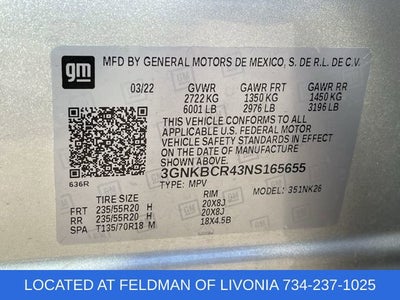 gm
MFD BY GENERAL MOTORS DE MEXICO, S. DE R.L. DE C.V.
03/22 GVWR GAWR FRT GAWR RR
2722 KG 1350 KG 1450 KG
6001 LB 2976 LB 3196 LB
THIS VEHICLE CONFORMS TO ALL APPLICABLE
U.S. FEDERAL MOTOR
VEHICLE SAFETY STANDARDS
IN EFFECT ON THE DATE OF
MANUFACTURE SHOWN ABOVE.
3GNKBCR43NS165655
636R TYPE: MPV MODEL: 351NK26
TIRE SIZE RIM
FRT 235/55R20 H 20X8J
RR 235/55R20 H 20X8J
SPA T135/70R18 M 18X4.5B
LOCATED AT FELDMAN OF LIVONIA 734-237-1025